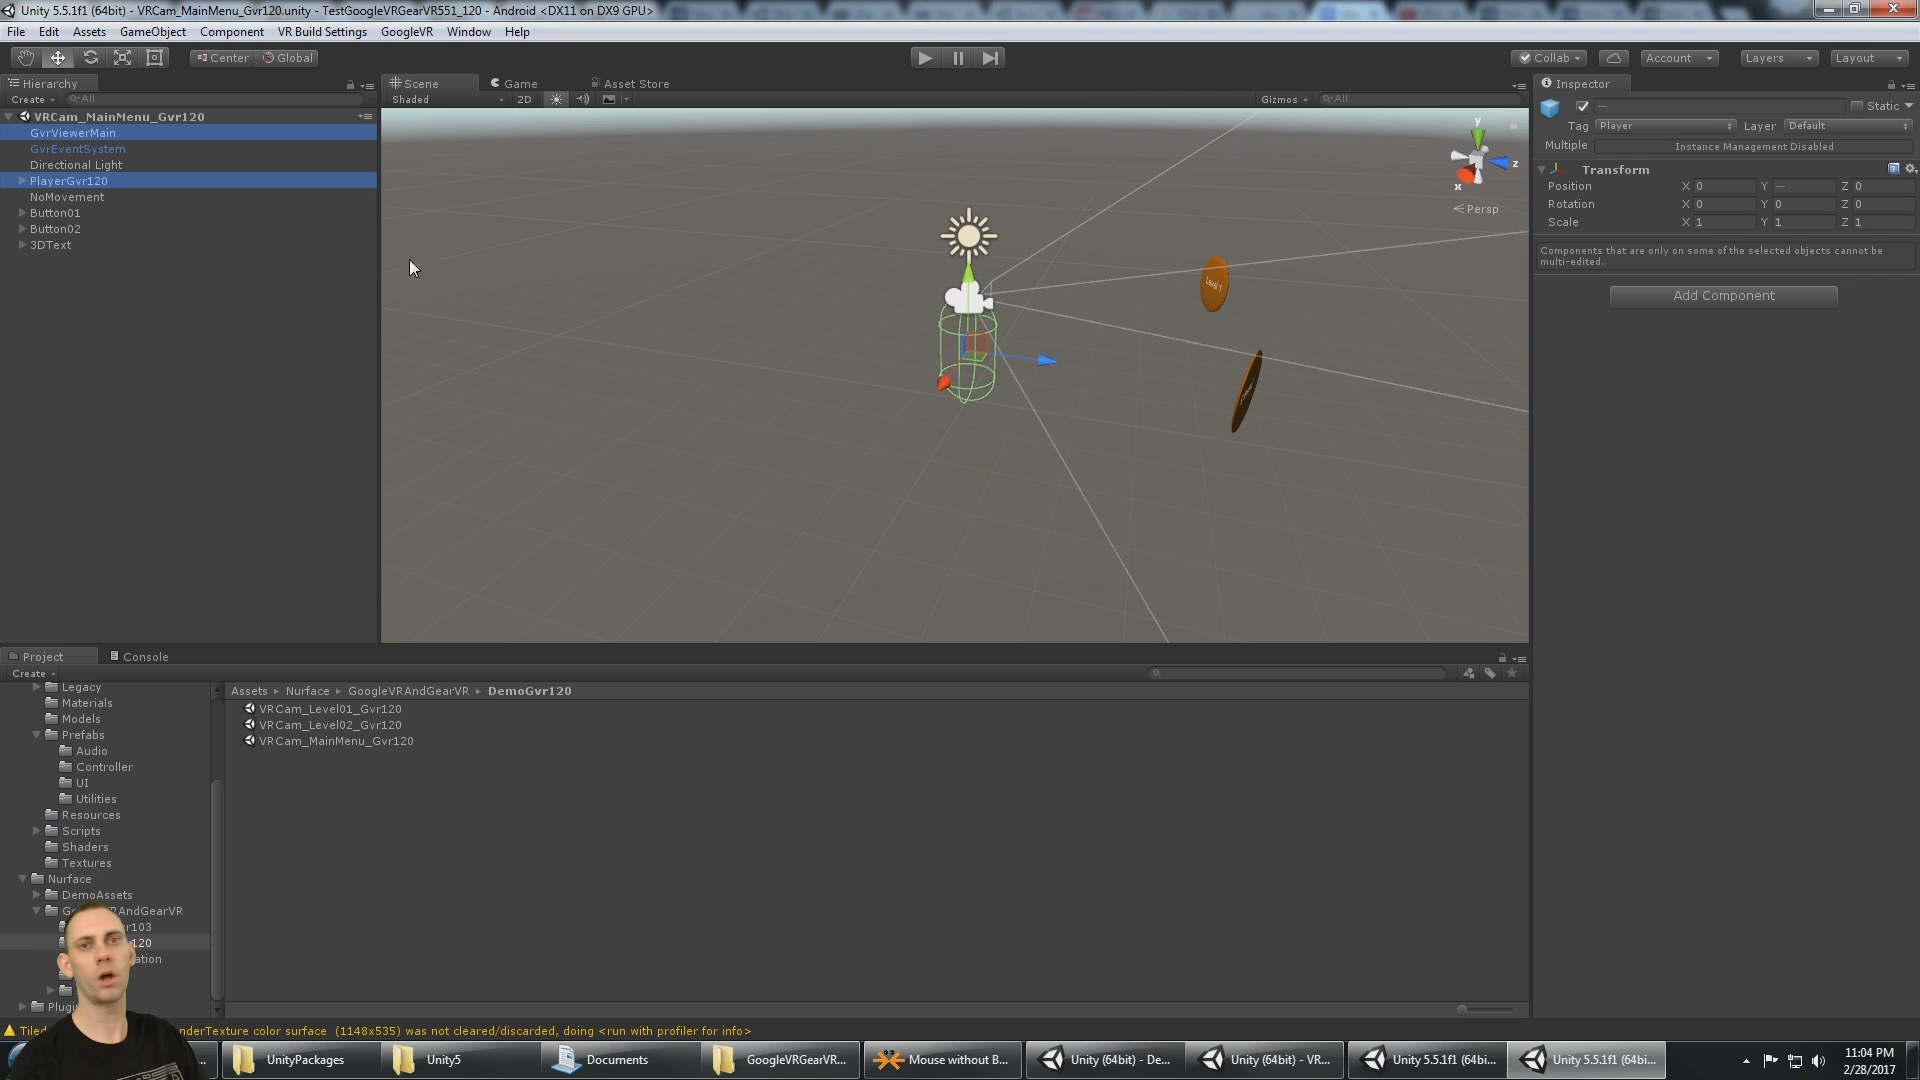 Unity 5.5.1f1 (64bit) - VRCam_MainMenu_Gvr120.unity - TestGoogleVRGearVR551_120 - Android <DX11 on DX9 GPU>
File Edit Assets GameObject Component VR Build Settings GoogleVR Window Help
Center Global Collab Account Layers Layout
Hierarchy
Create All
VRCam_MainMenu_Gvr120
GvrViewerMain
GvrEventSystem
Directional Light
PlayerGvr120
NoMovement
Button01
Button02
3DText
Scene Game Asset Store
Shaded 2D Gizmos All
y
z
x
Persp
Level 1
Inspector
— Static
Tag Player Layer Default
Multiple Instance Management Disabled
Transform
Position X 0 Y — Z 0
Rotation X 0 Y 0 Z 0
Scale X 1 Y 1 Z 1
Components that are only on some of the selected objects cannot be
multi-edited.
Add Component
Project Console
Create
Legacy
Materials
Models
Prefabs
Audio
Controller
UI
Utilities
Resources
Scripts
Shaders
Textures
Nurface
DemoAssets
RAndGearVR
r103
120
ation
Assets ▸ Nurface ▸ GoogleVRAndGearVR ▸ DemoGvr120
VRCam_Level01_Gvr120
VRCam_Level02_Gvr120
VRCam_MainMenu_Gvr120
Tiled nderTexture color surface (1148x535) was not cleared/discarded, doing <run with profiler for info>
... UnityPackages Unity5 Documents GoogleVRGearVR... Mouse without B... Unity (64bit) - De... Unity (64bit) - VR... Unity 5.5.1f1 (64bi... Unity 5.5.1f1 (64bi...
11:04 PM
2/28/2017